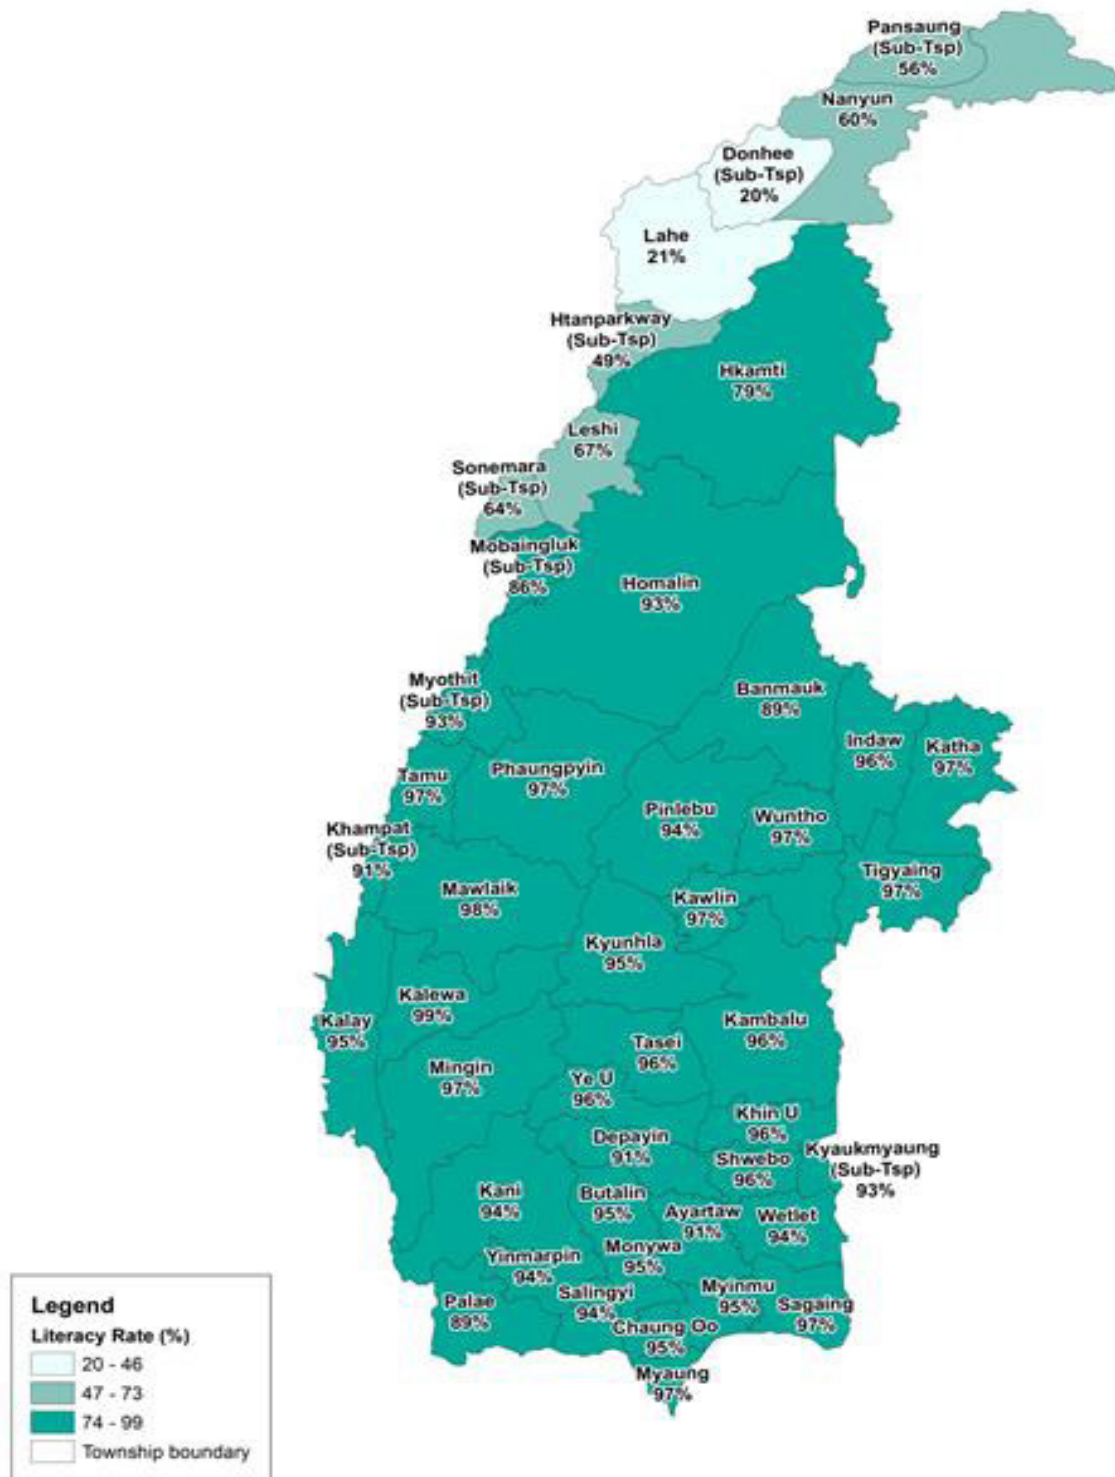 Pansaung
(Sub-Tsp)
56%
Nanyun
60%
Donhee
(Sub-Tsp)
20%
Lahe
21%
Htanparkway
(Sub-Tsp)
49%
Hkamti
79%
Leshi
67%
Sonemara
(Sub-Tsp)
64%
Mobaingluk
(Sub-Tsp)
86%
Homalin
93%
Myothit
(Sub-Tsp)
93%
Banmauk
89%
Indaw
96%
Katha
97%
Tamu
97%
Phaungpyin
97%
Pinlebu
94%
Wuntho
97%
Khampat
(Sub-Tsp)
91%
Tigyaing
97%
Mawlaik
98%
Kawlin
97%
Kyunhla
95%
Kalewa
99%
Kalay
95%
Kambalu
96%
Tasei
96%
Mingin
97%
Ye U
96%
Khin U
96%
Depayin
91%
Kyaukmyaung
(Sub-Tsp)
93%
Shwebo
96%
Kani
94%
Butalin
95%
Ayartaw
91%
Wetlet
94%
Monywa
95%
Yinmarpin
94%
Salingyi
94%
Myinmu
95%
Sagaing
97%
Palae
89%
Chaung Oo
95%
Myaung
97%
Legend
Literacy Rate (%)
20 - 46
47 - 73
74 - 99
Township boundary